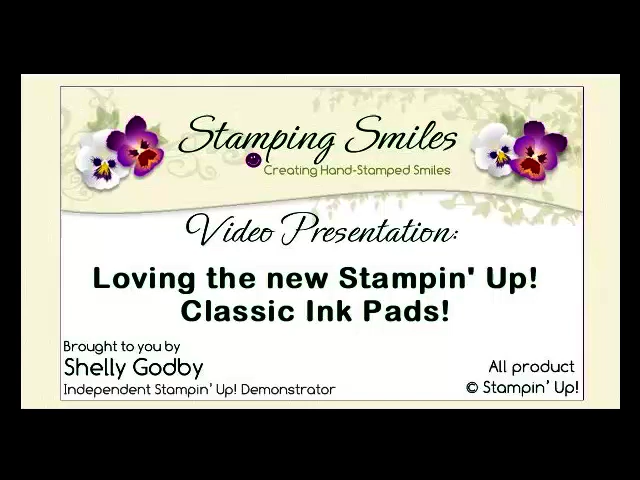 Stamping Smiles
Creating Hand-Stamped Smiles
Video Presentation:
Loving the new Stampin' Up!
Classic Ink Pads!
Brought to you by
Shelly Godby
Independent Stampin' Up! Demonstrator
All product
© Stampin' Up!